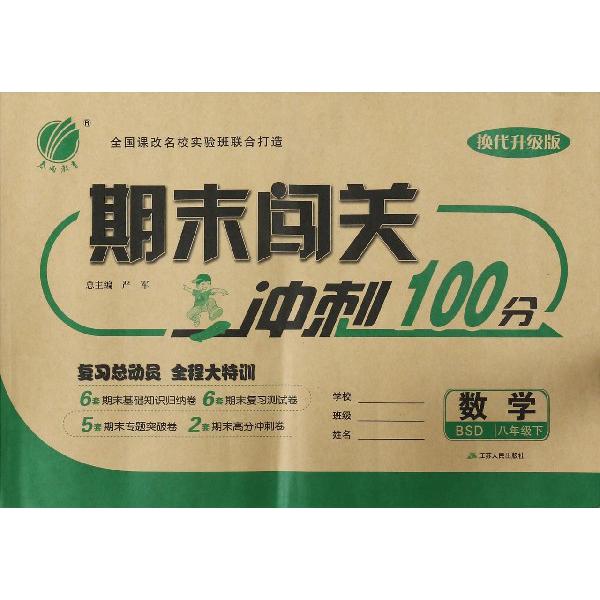 春雨教育
®
全国课改名校实验班联合打造
换代升级版
期末闯关
总主编 严 军
冲刺100分
复习总动员 全程大特训
6套期末基础知识归纳卷 6套期末复习测试卷
5套期末专题突破卷 2套期末高分冲刺卷
学校
班级
姓名
数学
BSD 八年级下
江苏人民出版社